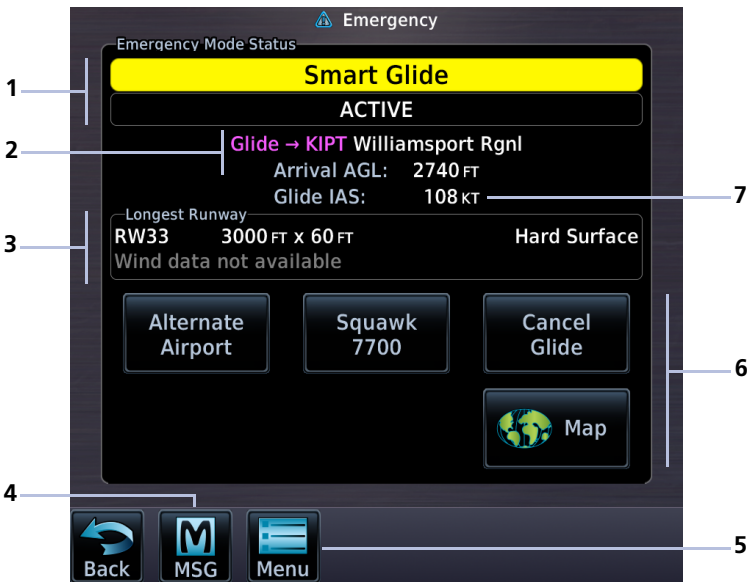 Emergency
Emergency Mode Status
1
Smart Glide
ACTIVE
2
Glide → KIPT Williamsport Rgnl
Arrival AGL: 2740 FT
Glide IAS: 108 KT
7
Longest Runway
3
RW33 3000 FT x 60 FT Hard Surface
Wind data not available
Alternate
Airport
Squawk
7700
Cancel
Glide
6
Map
4
Back
MSG
Menu
5